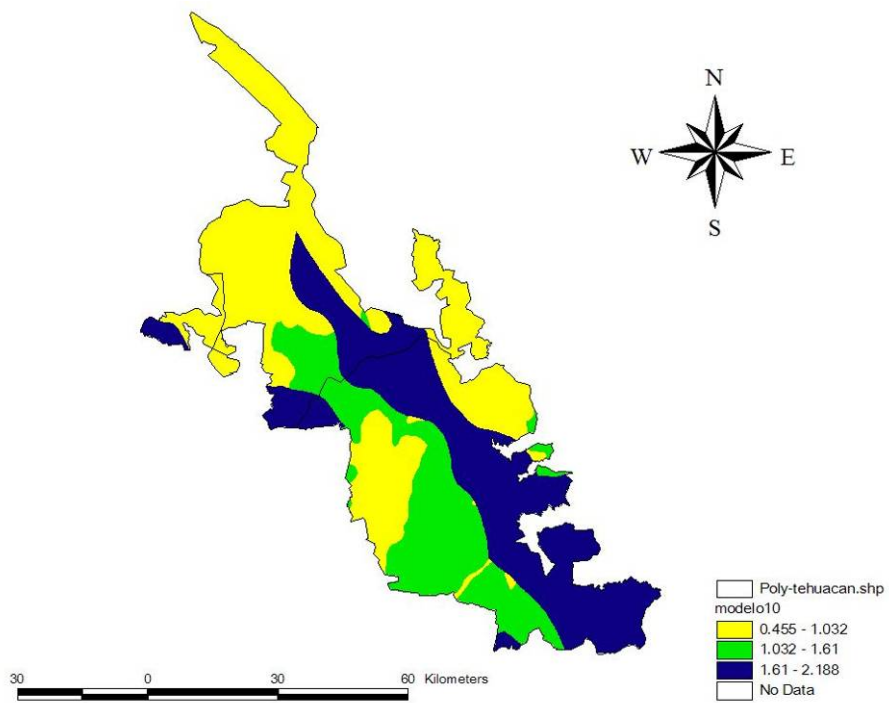 N
W E
S
Poly-tehuacan.shp
modelo10
0.455 - 1.032
1.032 - 1.61
1.61 - 2.188
No Data
30 0 30 60 Kilometers